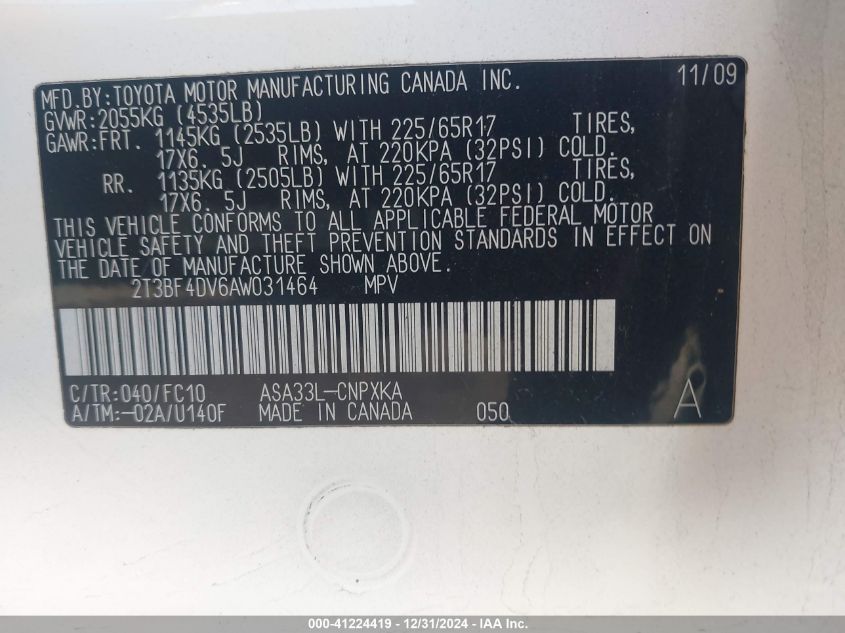 MFD.BY:TOYOTA MOTOR MANUFACTURING CANADA INC. 11/09
GVWR:2055KG (4535LB)
GAWR:FRT. 1145KG (2535LB) WITH 225/65R17 TIRES,
17X6. 5J RIMS, AT 220KPA (32PSI) COLD.
RR. 1135KG (2505LB) WITH 225/65R17 TIRES,
17X6. 5J RIMS, AT 220KPA (32PSI) COLD.
THIS VEHICLE CONFORMS TO ALL APPLICABLE FEDERAL MOTOR
VEHICLE SAFETY AND THEFT PREVENTION STANDARDS IN EFFECT ON
THE DATE OF MANUFACTURE SHOWN ABOVE.
2T3BF4DV6AW031464 MPV
C/TR:040/FC10 ASA33L-CNPXKA
A/TM:-02A/U140F MADE IN CANADA 050 A
000-41224419 - 12/31/2024 - IAA Inc.